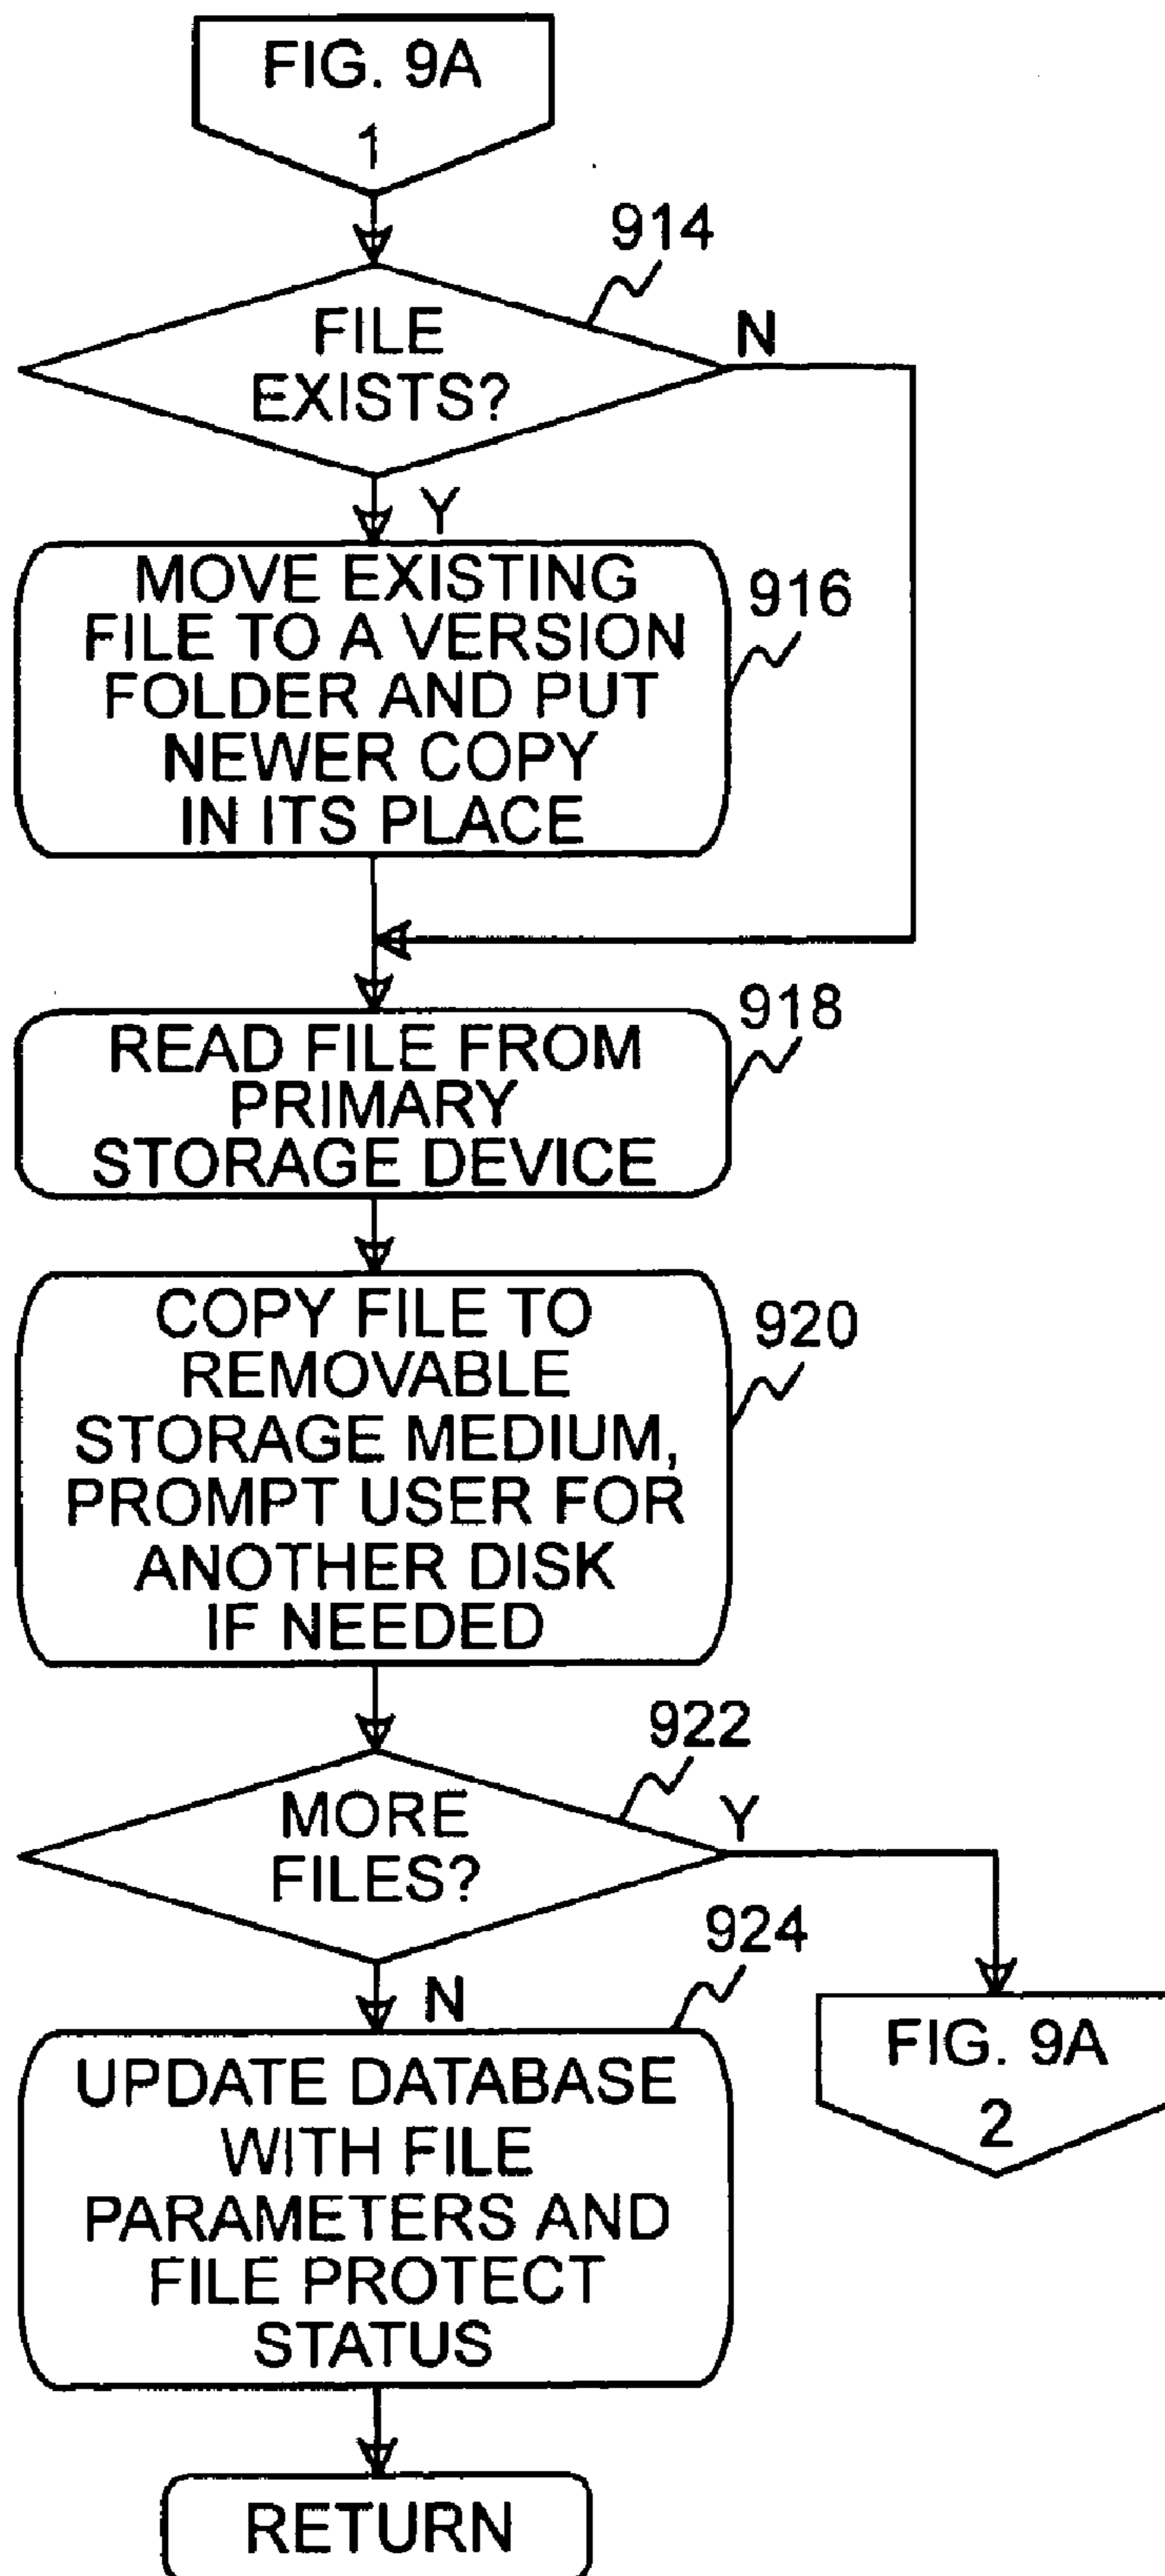 FIG. 9A
1
914
FILE
EXISTS?
N
Y
MOVE EXISTING
FILE TO A VERSION
FOLDER AND PUT
NEWER COPY
IN ITS PLACE
916
918
READ FILE FROM
PRIMARY
STORAGE DEVICE
COPY FILE TO
REMOVABLE
STORAGE MEDIUM,
PROMPT USER FOR
ANOTHER DISK
IF NEEDED
920
922
MORE
FILES?
Y
924
N
UPDATE DATABASE
WITH FILE
PARAMETERS AND
FILE PROTECT
STATUS
FIG. 9A
2
RETURN